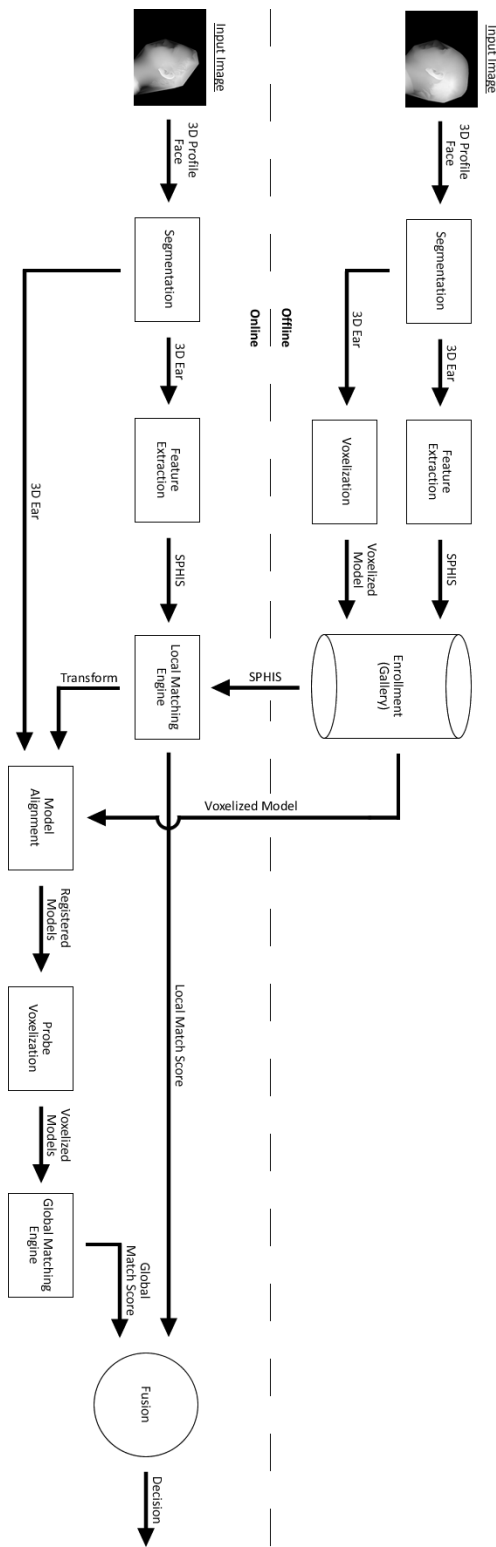 Input Image
3D Profile
Face
Segmentation
3D Ear
Feature
Extraction
SPHIS
3D Ear
Voxelization
Voxelized
Model
Enrollment
(Gallery)
Offline
Online
SPHIS
Voxelized Model
Input Image
3D Profile
Face
Segmentation
3D Ear
Feature
Extraction
SPHIS
Local Matching
Engine
Transform
Local Match Score
3D Ear
Model
Alignment
Registered
Models
Probe
Voxelization
Voxelized
Models
Global Matching
Engine
Global
Match Score
Fusion
Decision